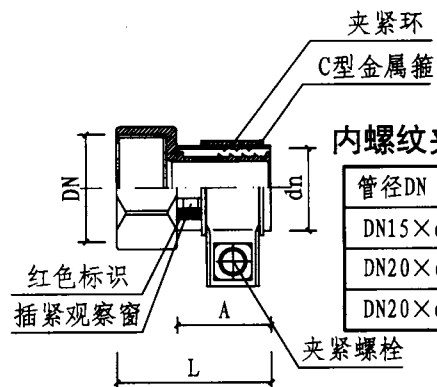 夹紧环
C型金属箍
内螺纹
管径DN
DN15×
DN20×
DN20×
DN
dn
红色标识
插紧观察窗
A
L
夹紧螺栓